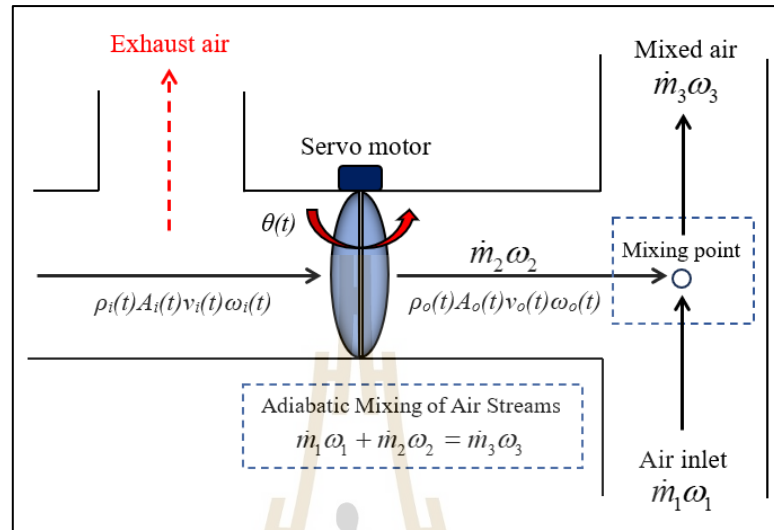 Exhaust air
Mixed air
ṁ₃ω₃
Servo motor
θ(t)
ṁ₂ω₂
Mixing point
ρᵢ(t)Aᵢ(t)vᵢ(t)ωᵢ(t)
ρₒ(t)Aₒ(t)vₒ(t)ωₒ(t)
Adiabatic Mixing of Air Streams
ṁ₁ω₁ + ṁ₂ω₂ = ṁ₃ω₃
Air inlet
ṁ₁ω₁